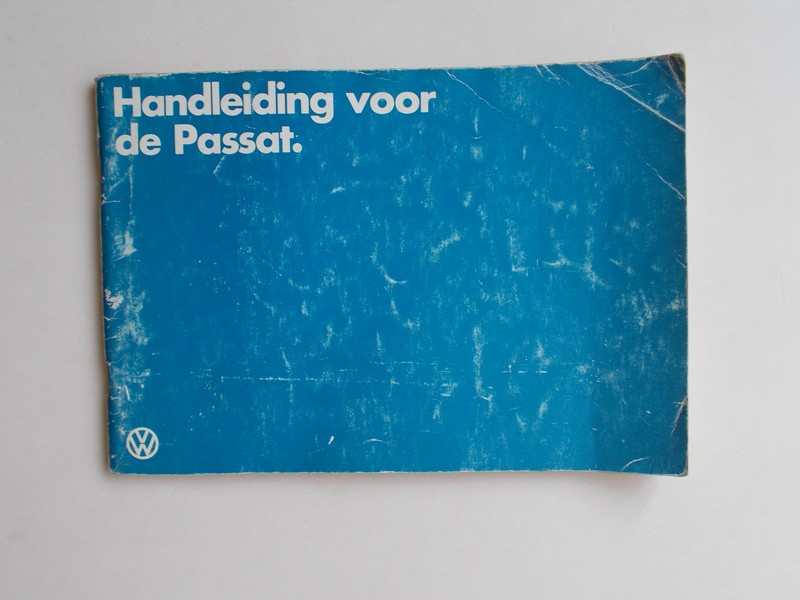 Handleiding voor
de Passat.